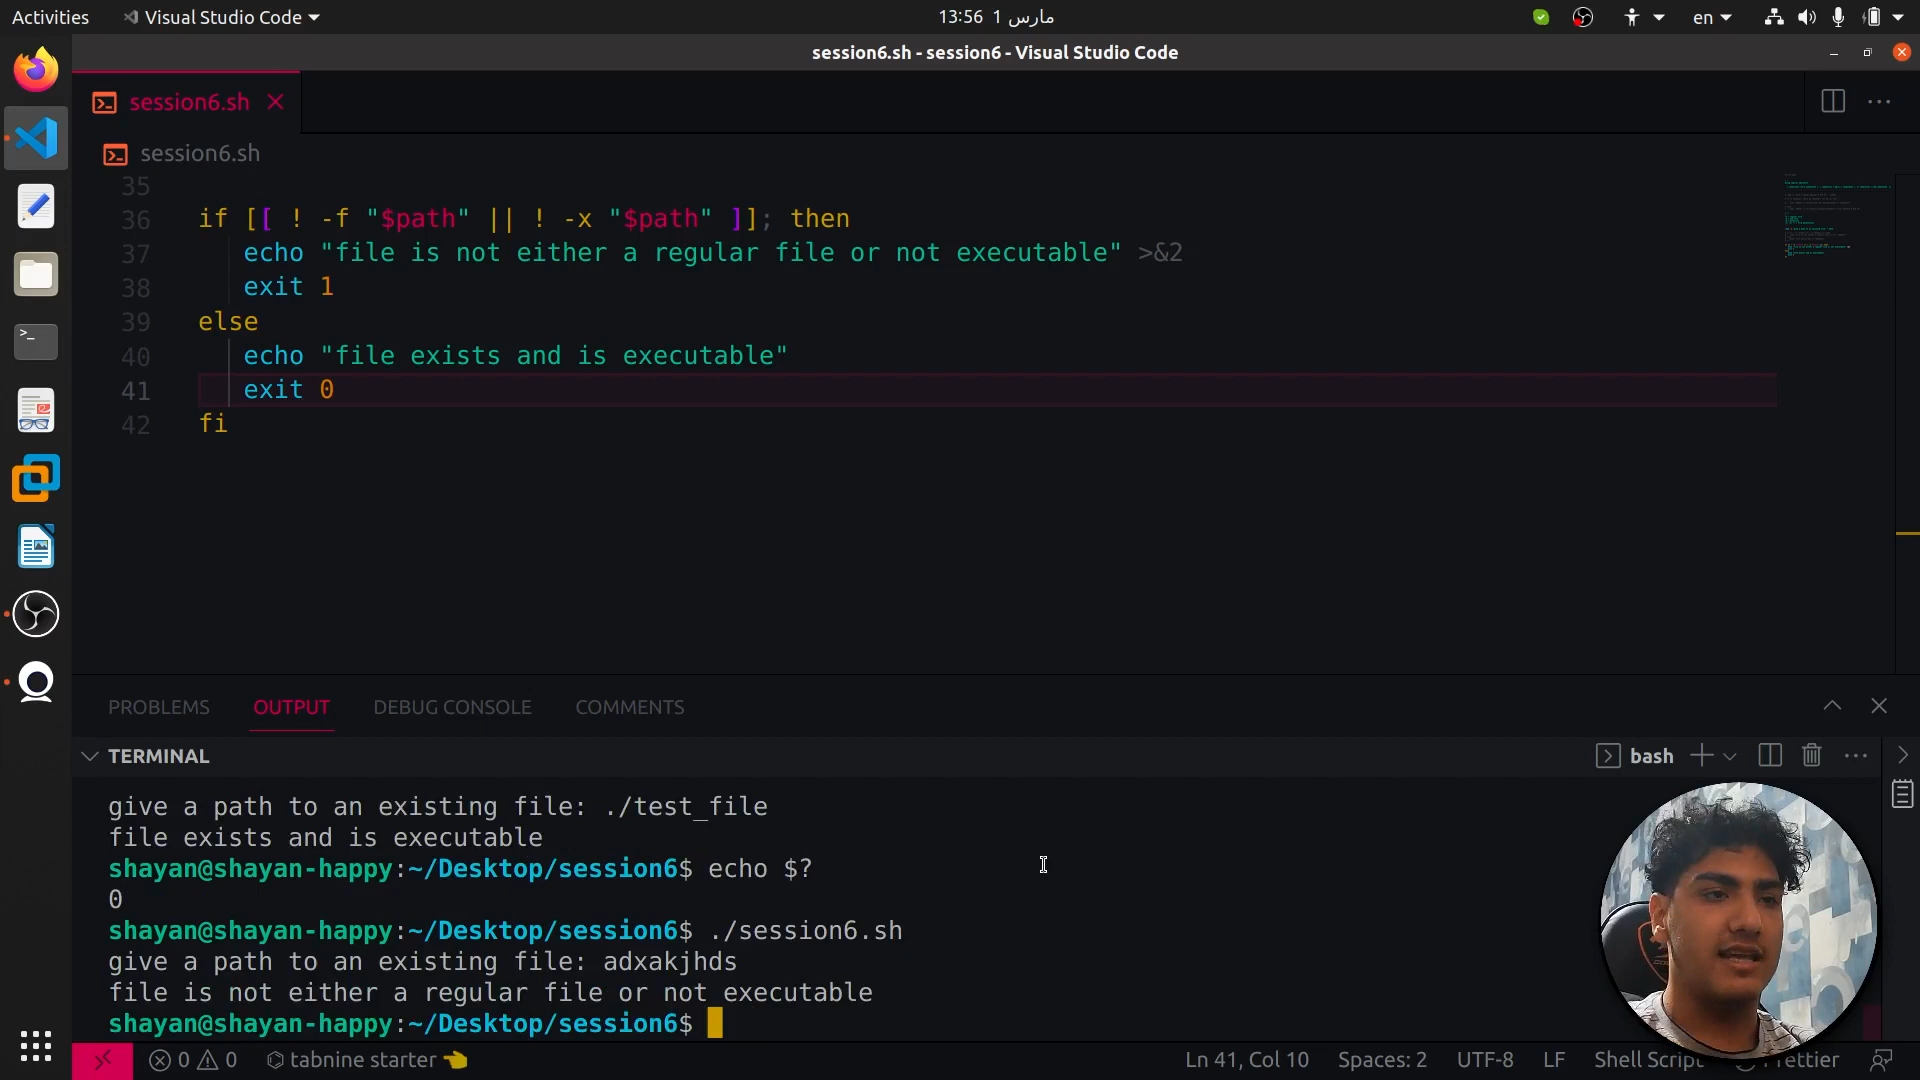 Activities
Visual Studio Code
13:56 1 مارس
en
session6.sh - session6 - Visual Studio Code
session6.sh
session6.sh
35
36 if [[ ! -f "$path" || ! -x "$path" ]]; then
37 echo "file is not either a regular file or not executable" >&2
38 exit 1
39 else
40 echo "file exists and is executable"
41 exit 0
42 fi
PROBLEMS OUTPUT DEBUG CONSOLE COMMENTS
TERMINAL
bash
give a path to an existing file: ./test_file
file exists and is executable
shayan@shayan-happy:~/Desktop/session6$ echo $?
0
shayan@shayan-happy:~/Desktop/session6$ ./session6.sh
give a path to an existing file: adxakjhds
file is not either a regular file or not executable
shayan@shayan-happy:~/Desktop/session6$
0 0 tabnine starter 👈 Ln 41, Col 10 Spaces: 2 UTF-8 LF Shell Script Prettier